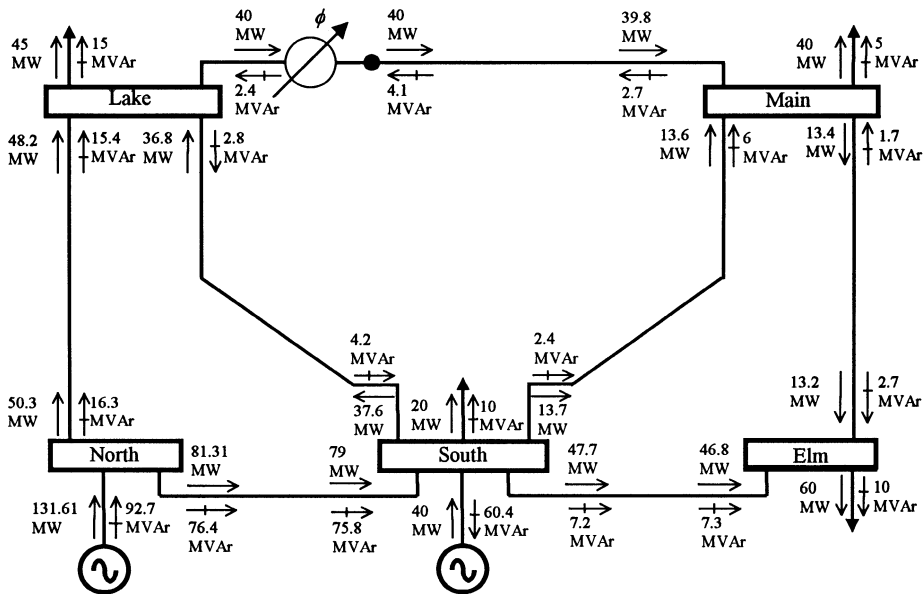 ϕ
40
MW
40
MW
39.8
MW
45
MW
15
MVAr
40
MW
5
MVAr
2.4
MVAr
4.1
MVAr
2.7
MVAr
Lake
Main
48.2
MW
15.4
MVAr
36.8
MW
2.8
MVAr
13.6
MW
6
MVAr
13.4
MW
1.7
MVAr
4.2
MVAr
2.4
MVAr
50.3
MW
16.3
MVAr
37.6
MW
20
MW
10
MVAr
13.7
MW
13.2
MW
2.7
MVAr
North
81.31
MW
79
MW
South
47.7
MW
46.8
MW
Elm
131.61
MW
92.7
MVAr
76.4
MVAr
75.8
MVAr
40
MW
60.4
MVAr
7.2
MVAr
7.3
MVAr
60
MW
10
MVAr